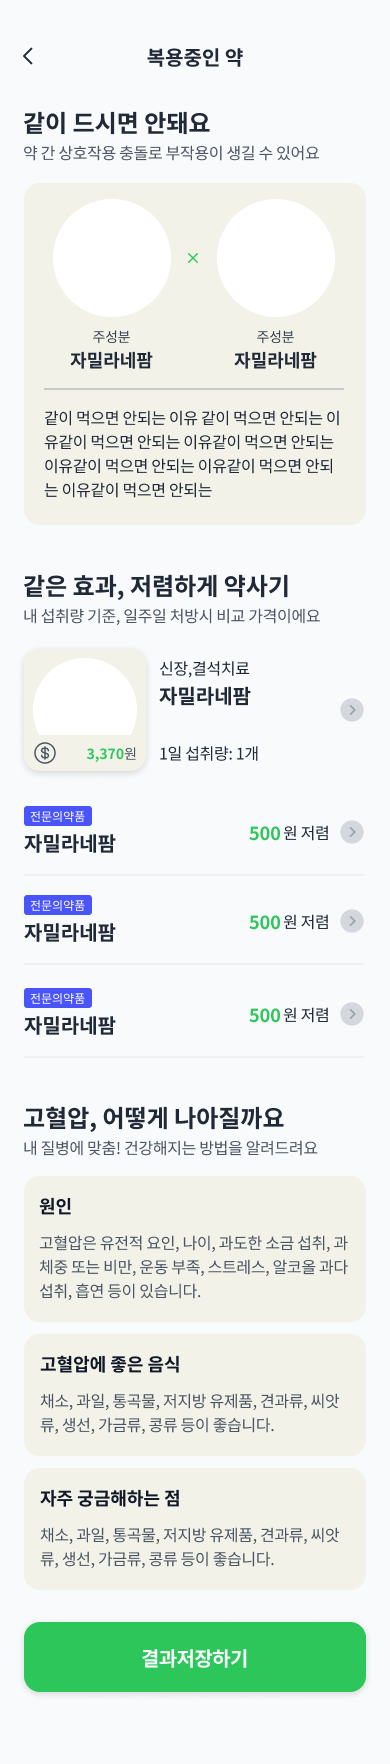 복용중인 약
같이 드시면 안돼요
약 간 상호작용 충돌로 부작용이 생길 수 있어요
주성분 주성분
자밀라네팜 자밀라네팜
같이 먹으면 안되는 이유 같이 먹으면 안되는 이
유같이 먹으면 안되는 이유같이 먹으면 안되는
이유같이 먹으면 안되는 이유같이 먹으면 안되
는 이유같이 먹으면 안되는
같은 효과, 저렴하게 약사기
내 섭취량 기준, 일주일 처방시 비교 가격이에요
신장,결석치료
자밀라네팜
3,370원 1일 섭취량: 1개
전문의약품
자밀라네팜 500 원 저렴
전문의약품
자밀라네팜 500 원 저렴
전문의약품
자밀라네팜 500 원 저렴
고혈압, 어떻게 나아질까요
내 질병에 맞춤! 건강해지는 방법을 알려드려요
원인
고혈압은 유전적 요인, 나이, 과도한 소금 섭취, 과
체중 또는 비만, 운동 부족, 스트레스, 알코올 과다
섭취, 흡연 등이 있습니다.
고혈압에 좋은 음식
채소, 과일, 통곡물, 저지방 유제품, 견과류, 씨앗
류, 생선, 가금류, 콩류 등이 좋습니다.
자주 궁금해하는 점
채소, 과일, 통곡물, 저지방 유제품, 견과류, 씨앗
류, 생선, 가금류, 콩류 등이 좋습니다.
결과저장하기